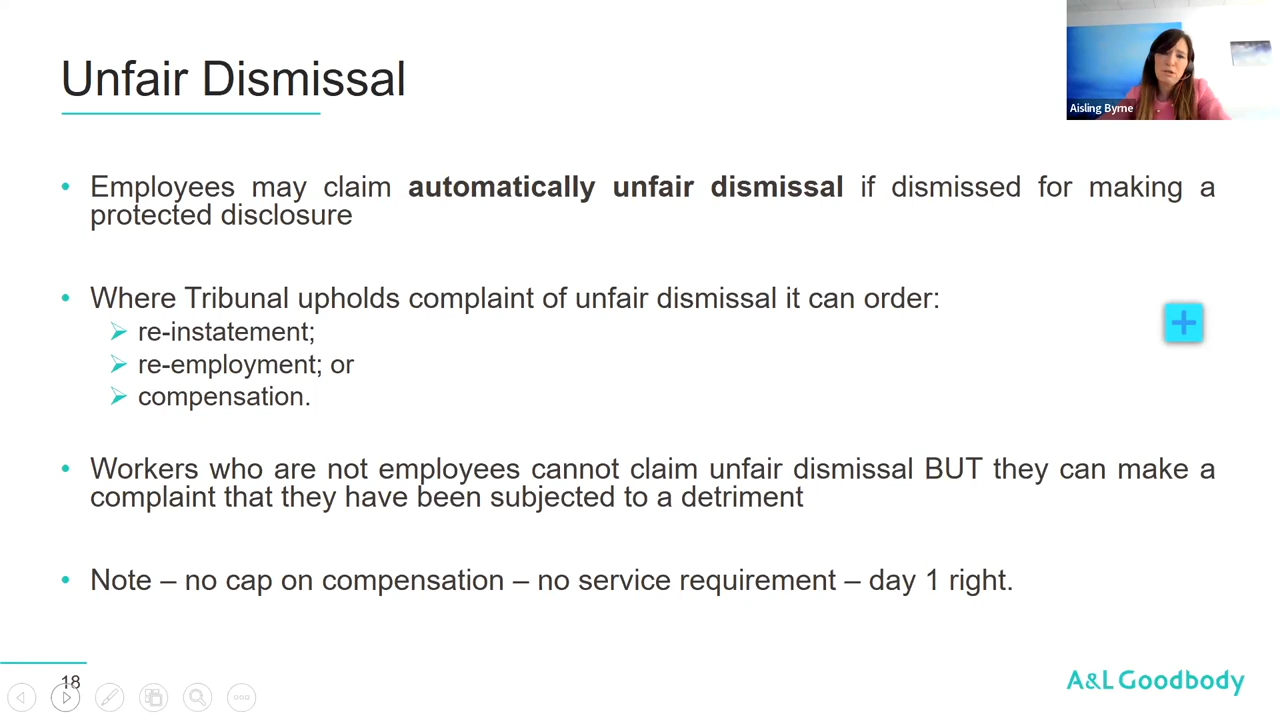 Unfair Dismissal
Aisling Byrne
• Employees may claim automatically unfair dismissal if dismissed for making a
protected disclosure
• Where Tribunal upholds complaint of unfair dismissal it can order:
➢ re-instatement;
➢ re-employment; or
➢ compensation.
• Workers who are not employees cannot claim unfair dismissal BUT they can make a
complaint that they have been subjected to a detriment
• Note – no cap on compensation – no service requirement – day 1 right.
18
A&L Goodbody